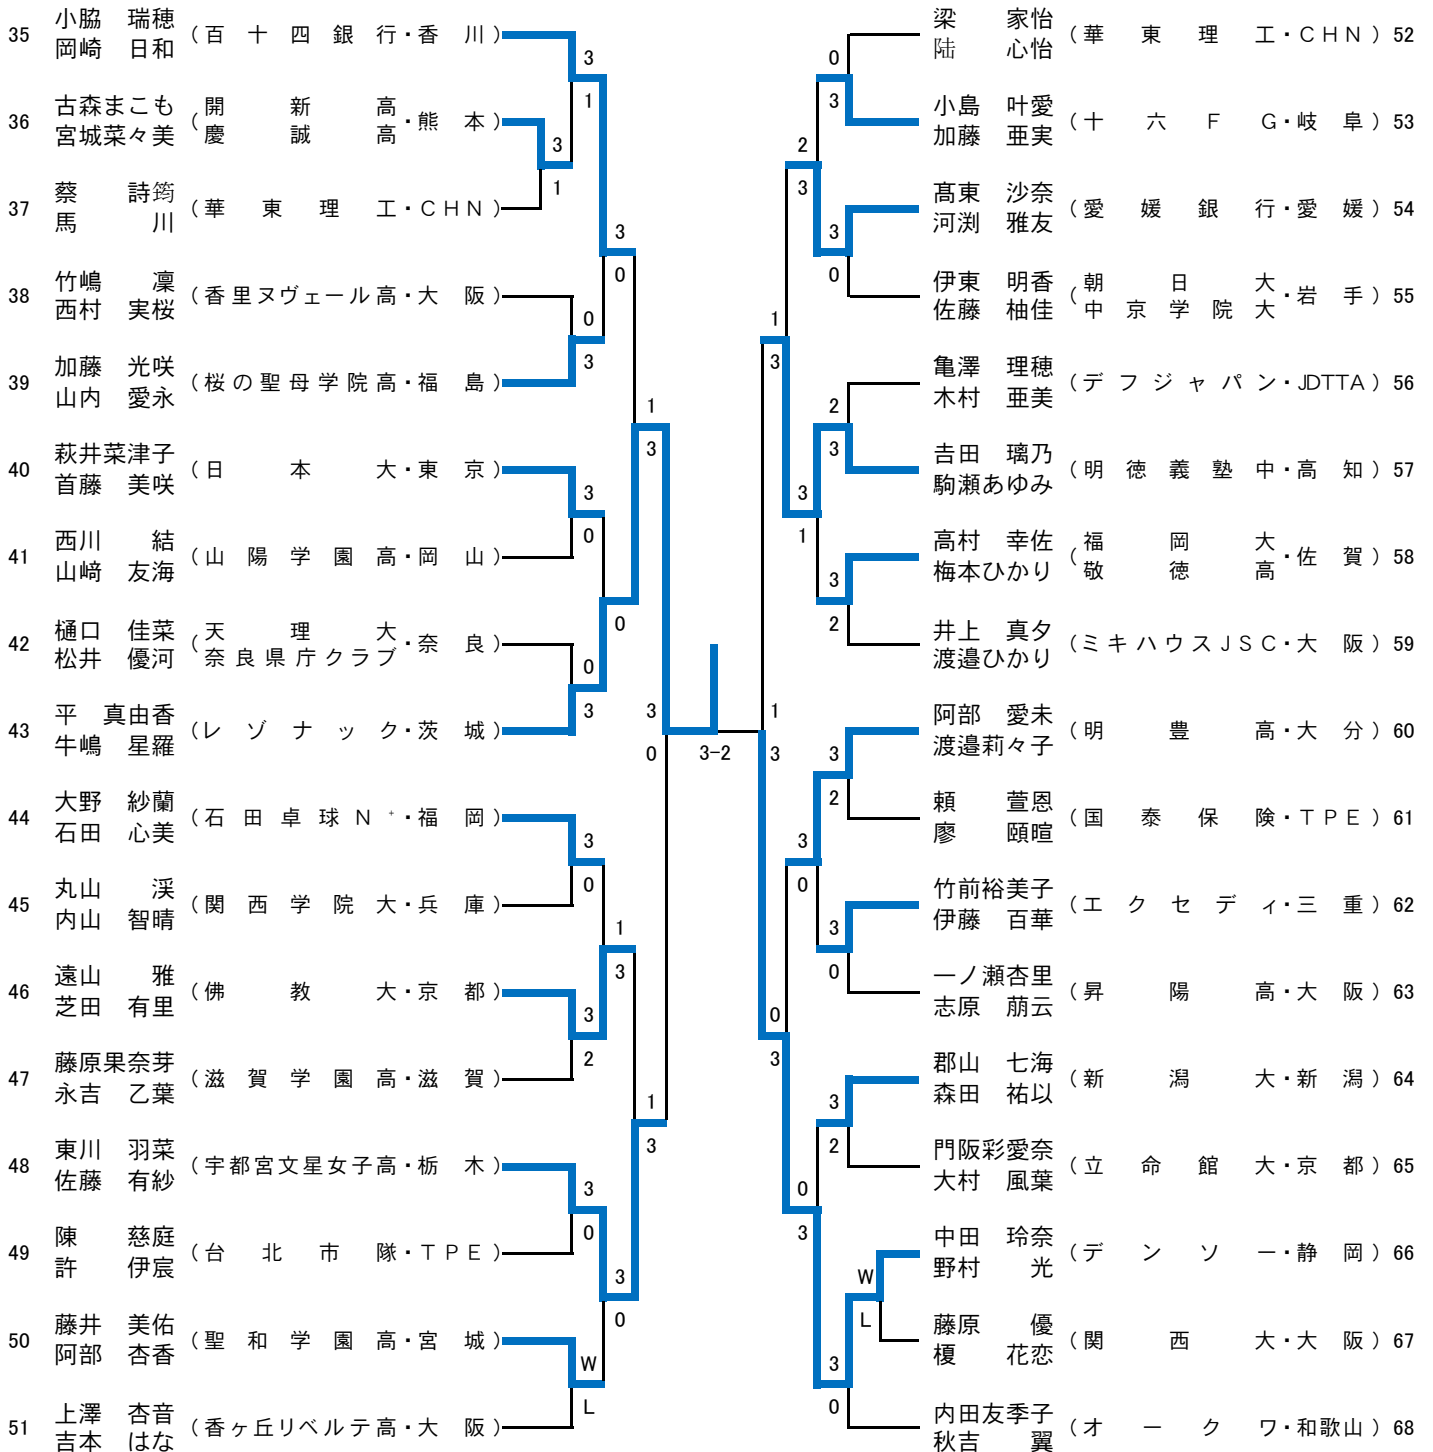 35 小脇 瑞穂 岡崎 日和 (百十四銀行・香川)
36 古森まこも 宮城菜々美 (開新高 慶誠高・熊本)
37 蔡 詩筠 馬 川 (華東理工・CHN)
38 竹嶋 凜 西村 実桜 (香里ヌヴェール高・大阪)
39 加藤 光咲 山内 愛永 (桜の聖母学院高・福島)
40 萩井菜津子 首藤 美咲 (日本大・東京)
41 西川 結 山﨑 友海 (山陽学園高・岡山)
42 樋口 佳菜 松井 優河 (天理大 奈良県庁クラブ・奈良)
43 平 真由香 牛嶋 星羅 (レゾナック・茨城)
44 大野 紗蘭 石田 心美 (石田卓球N⁺・福岡)
45 丸山 渓 内山 智晴 (関西学院大・兵庫)
46 遠山 雅 芝田 有里 (佛教大・京都)
47 藤原果奈芽 永吉 乙葉 (滋賀学園高・滋賀)
48 東川 羽菜 佐藤 有紗 (宇都宮文星女子高・栃木)
49 陳 慈庭 許 伊宸 (台北市隊・TPE)
50 藤井 美佑 阿部 杏香 (聖和学園高・宮城)
51 上澤 杏音 吉本 はな (香ヶ丘リベルテ高・大阪)
3
1
3
1
3
0
0
3
1
3
3
0
0
0
3
3
0
3
0
1
3
3
2
1
3
3
0
3
0
W
L
3-2
梁 家怡 陆 心怡 (華東理工・CHN) 52
小島 叶愛 加藤 亜実 (十六FG・岐阜) 53
髙東 沙奈 河渕 雅友 (愛媛銀行・愛媛) 54
伊東 明香 佐藤 柚佳 (朝日大 中京学院大・岩手) 55
亀澤 理穂 木村 亜美 (デフジャパン・JDTTA) 56
𠮷田 璃乃 駒瀬あゆみ (明徳義塾中・高知) 57
高村 幸佐 梅本ひかり (福岡大 敬徳高・佐賀) 58
井上 真夕 渡邉ひかり (ミキハウスJSC・大阪) 59
阿部 愛未 渡邉莉々子 (明豊高・大分) 60
頼 萱恩 廖 頤暄 (国泰保険・TPE) 61
竹前裕美子 伊藤 百華 (エクセディ・三重) 62
一ノ瀬杏里 志原 萠云 (昇陽高・大阪) 63
郡山 七海 森田 祐以 (新潟大・新潟) 64
門阪彩愛奈 大村 風葉 (立命館大・京都) 65
中田 玲奈 野村 光 (デンソー・静岡) 66
藤原 優 榎 花恋 (関西大・大阪) 67
内田友季子 秋吉 翼 (オークワ・和歌山) 68
0
3
2
3
3
0
1
3
2
3
3
1
3
2
1
3
3
2
3
0
3
0
0
3
3
2
0
3
W
L
3
0